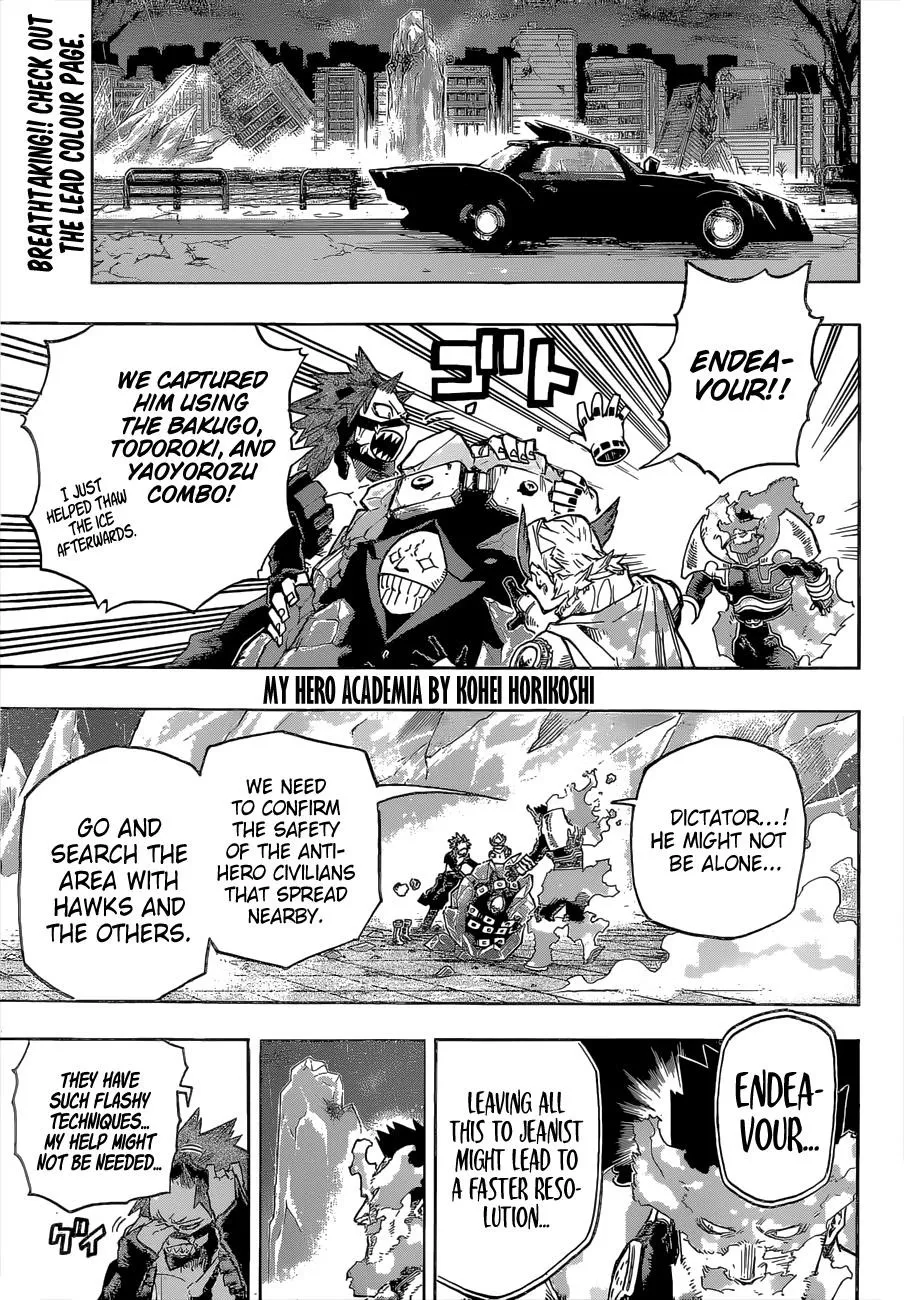 BREATHTAKING!! CHECK OUT
THE LEAD COLOUR PAGE.
ENDEA-
VOUR!!
ゴト
WE CAPTURED
HIM USING
THE BAKUGO,
TODOROKI, AND
YAOYOROZU
COMBO!
I JUST
HELPED THAW
THE ICE
AFTERWARDS.
MY HERO ACADEMIA BY KOHEI HORIKOSHI
DICTATOR...!
HE MIGHT NOT
BE ALONE...
WE NEED
TO CONFIRM
THE SAFETY
OF THE ANTI-
HERO CIVILIANS
THAT SPREAD
NEARBY.
GO AND
SEARCH THE
AREA WITH
HAWKS AND
THE OTHERS.
ENDEA-
VOUR...
LEAVING ALL
THIS TO JEANIST
MIGHT LEAD TO
A FASTER RESO-
LUTION...
THEY HAVE
SUCH FLASHY
TECHNIQUES...
MY HELP MIGHT
NOT BE NEEDED...
グイ